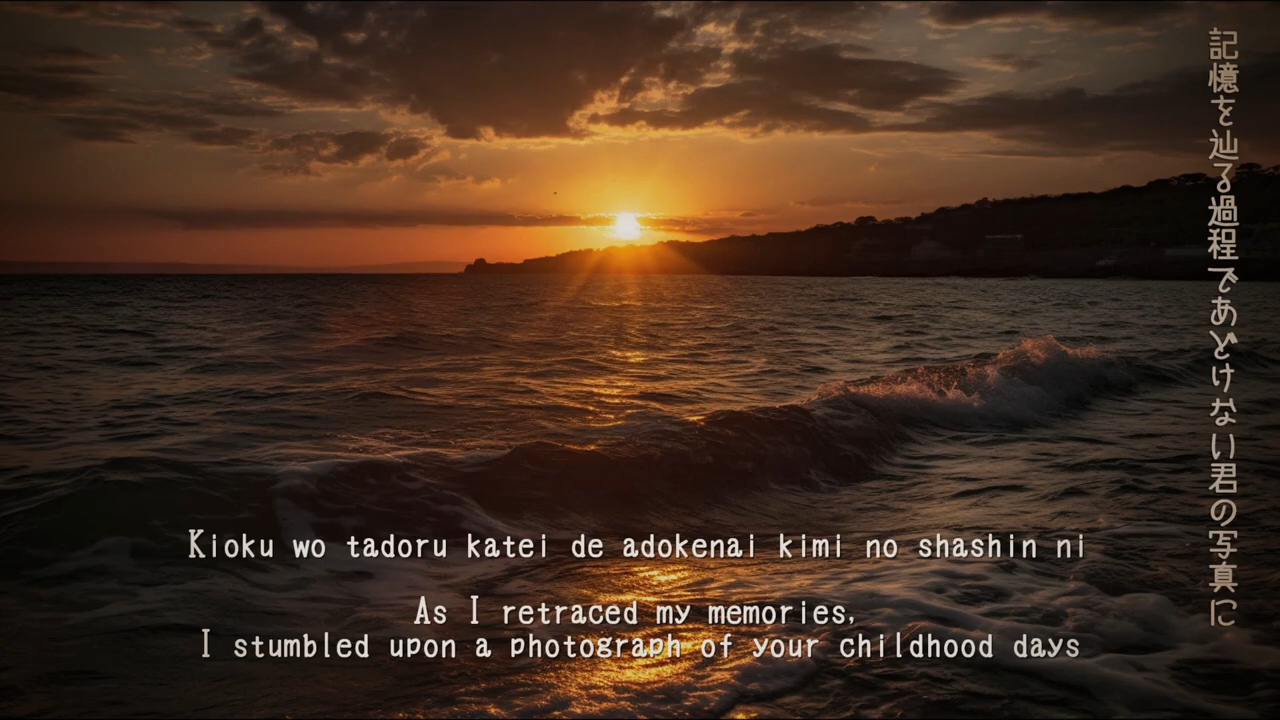 記憶を辿る過程であどけない君の写真に
Kioku wo tadoru katei de adokenai kimi no shashin ni
As I retraced my memories,
I stumbled upon a photograph of your childhood days